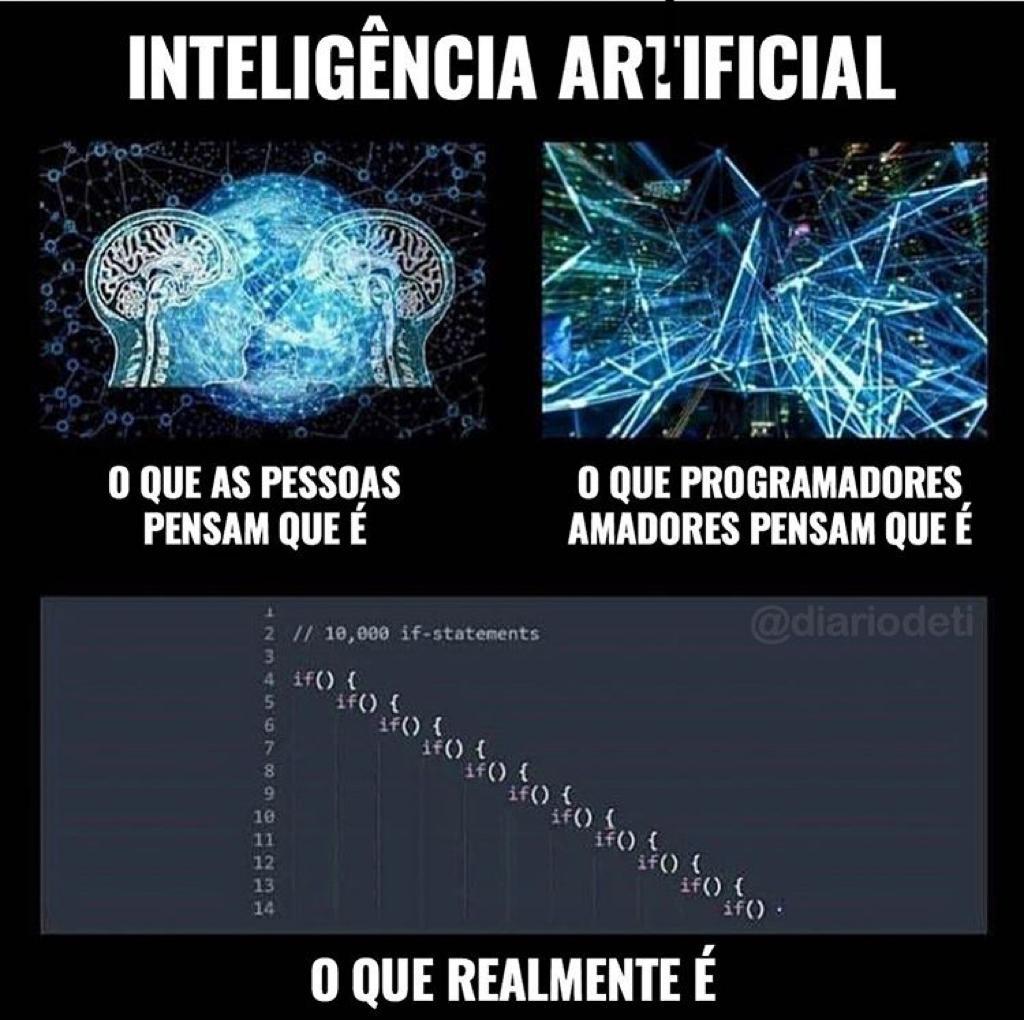 INTELIGÊNCIA ARTIFICIAL
O QUE AS PESSOAS
PENSAM QUE É
O QUE PROGRAMADORES
AMADORES PENSAM QUE É
@diariodeti
1
2 // 10,000 if-statements
3
4 if() {
5 if() {
6 if() {
7 if() {
8 if() {
9 if() {
10 if() {
11 if() {
12 if() {
13 if() {
14 if()
O QUE REALMENTE É